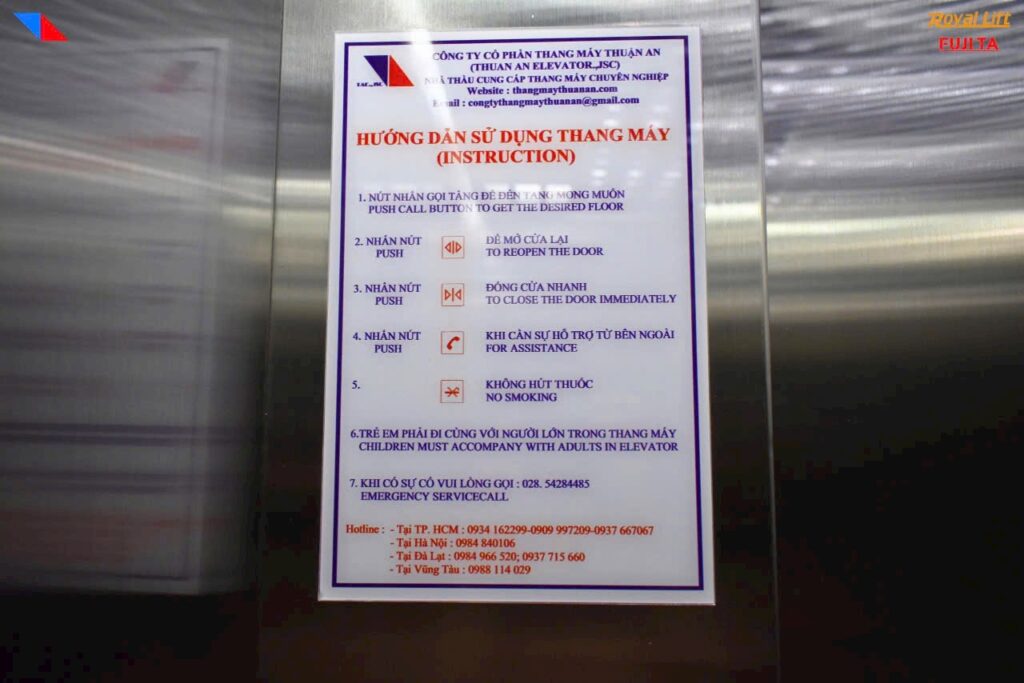 Royal Lift
FUJITA
CÔNG TY CỔ PHẦN THANG MÁY THUẬN AN
(THUAN AN ELEVATOR.,JSC)
NHÀ THẦU CUNG CẤP THANG MÁY CHUYÊN NGHIỆP
Website : thangmaythuanan.com
Email : congtythangmaythuanan@gmail.com
HƯỚNG DẪN SỬ DỤNG THANG MÁY
(INSTRUCTION)
1. NÚT NHẤN GỌI TẦNG ĐỂ ĐẾN TẦNG MONG MUỐN
PUSH CALL BUTTON TO GET THE DESIRED FLOOR
2. NHẤN NÚT ĐỂ MỞ CỬA LẠI
PUSH TO REOPEN THE DOOR
3. NHẤN NÚT ĐÓNG CỬA NHANH
PUSH TO CLOSE THE DOOR IMMEDIATELY
4. NHẤN NÚT KHI CẦN SỰ HỖ TRỢ TỪ BÊN NGOÀI
PUSH FOR ASSISTANCE
5. KHÔNG HÚT THUỐC
NO SMOKING
6.TRẺ EM PHẢI ĐI CÙNG VỚI NGƯỜI LỚN TRONG THANG MÁY
CHILDREN MUST ACCOMPANY WITH ADULTS IN ELEVATOR
7. KHI CÓ SỰ CỐ VUI LÒNG GỌI : 028. 54284485
EMERGENCY SERVICECALL
Hotline : - Tại TP. HCM : 0934 162299-0909 997209-0937 667067
- Tại Hà Nội : 0984 840106
- Tại Đà Lạt : 0984 966 520; 0937 715 660
- Tại Vũng Tàu : 0988 114 029